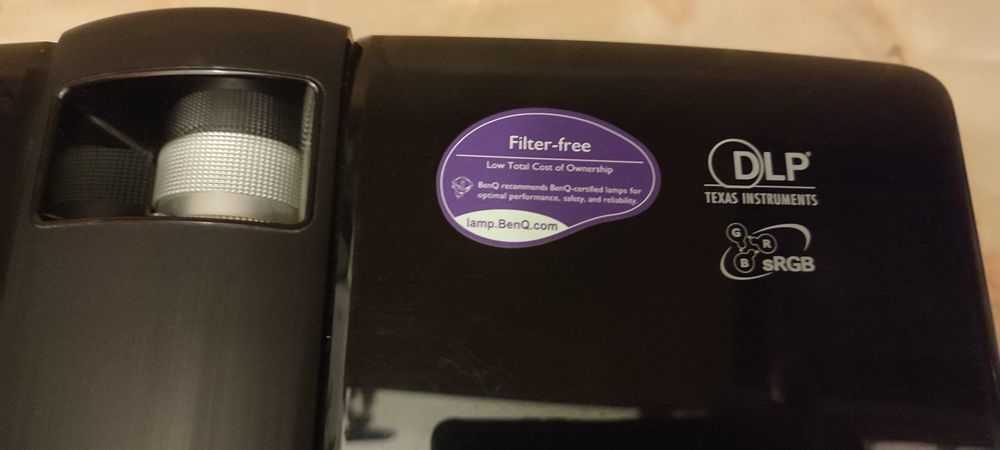 Filter-free
Low Total Cost of Ownership
BenQ recommends BenQ-certified lamps for
optimal performance, safety, and reliability.
lamp.BenQ.com
DLP®
TEXAS INSTRUMENTS
G
R
B
sRGB